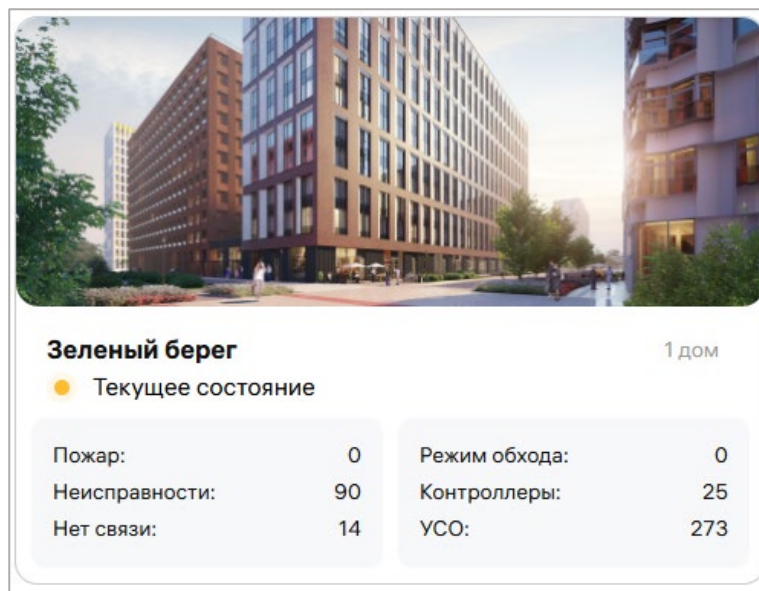 Зеленый берег 1 дом
Текущее состояние
Пожар: 0
Неисправности: 90
Нет связи: 14
Режим обхода: 0
Контроллеры: 25
УСО: 273